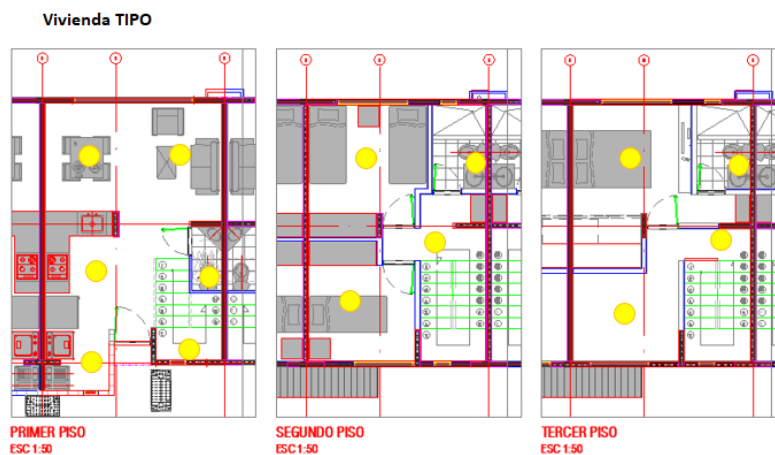 Vivienda TIPO
PRIMER PISO
ESC 1:50
SEGUNDO PISO
ESC 1:50
TERCER PISO
ESC 1:50